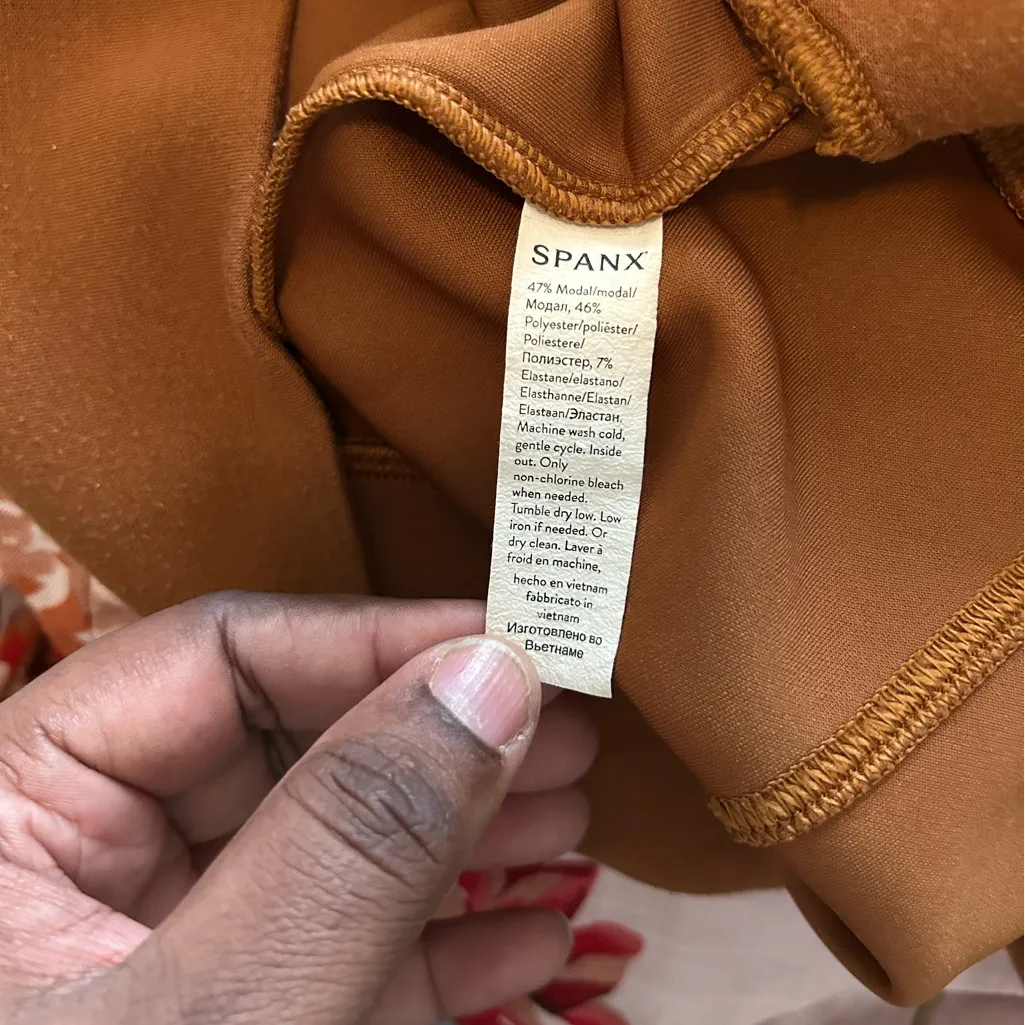 SPANX
47% Modal/modal/
Модал, 46%
Polyester/poliéster/
Poliestere/
Полиэстер, 7%
Elastane/elastano/
Elasthanne/Elastan/
Elastaan/Эластан.
Machine wash cold,
gentle cycle. Inside
out. Only
non-chlorine bleach
when needed.
Tumble dry low. Low
iron if needed. Or
dry clean. Laver à
froid en machine,
hecho en vietnam
fabbricato in
vietnam
Изготовлено во
Вьетнаме